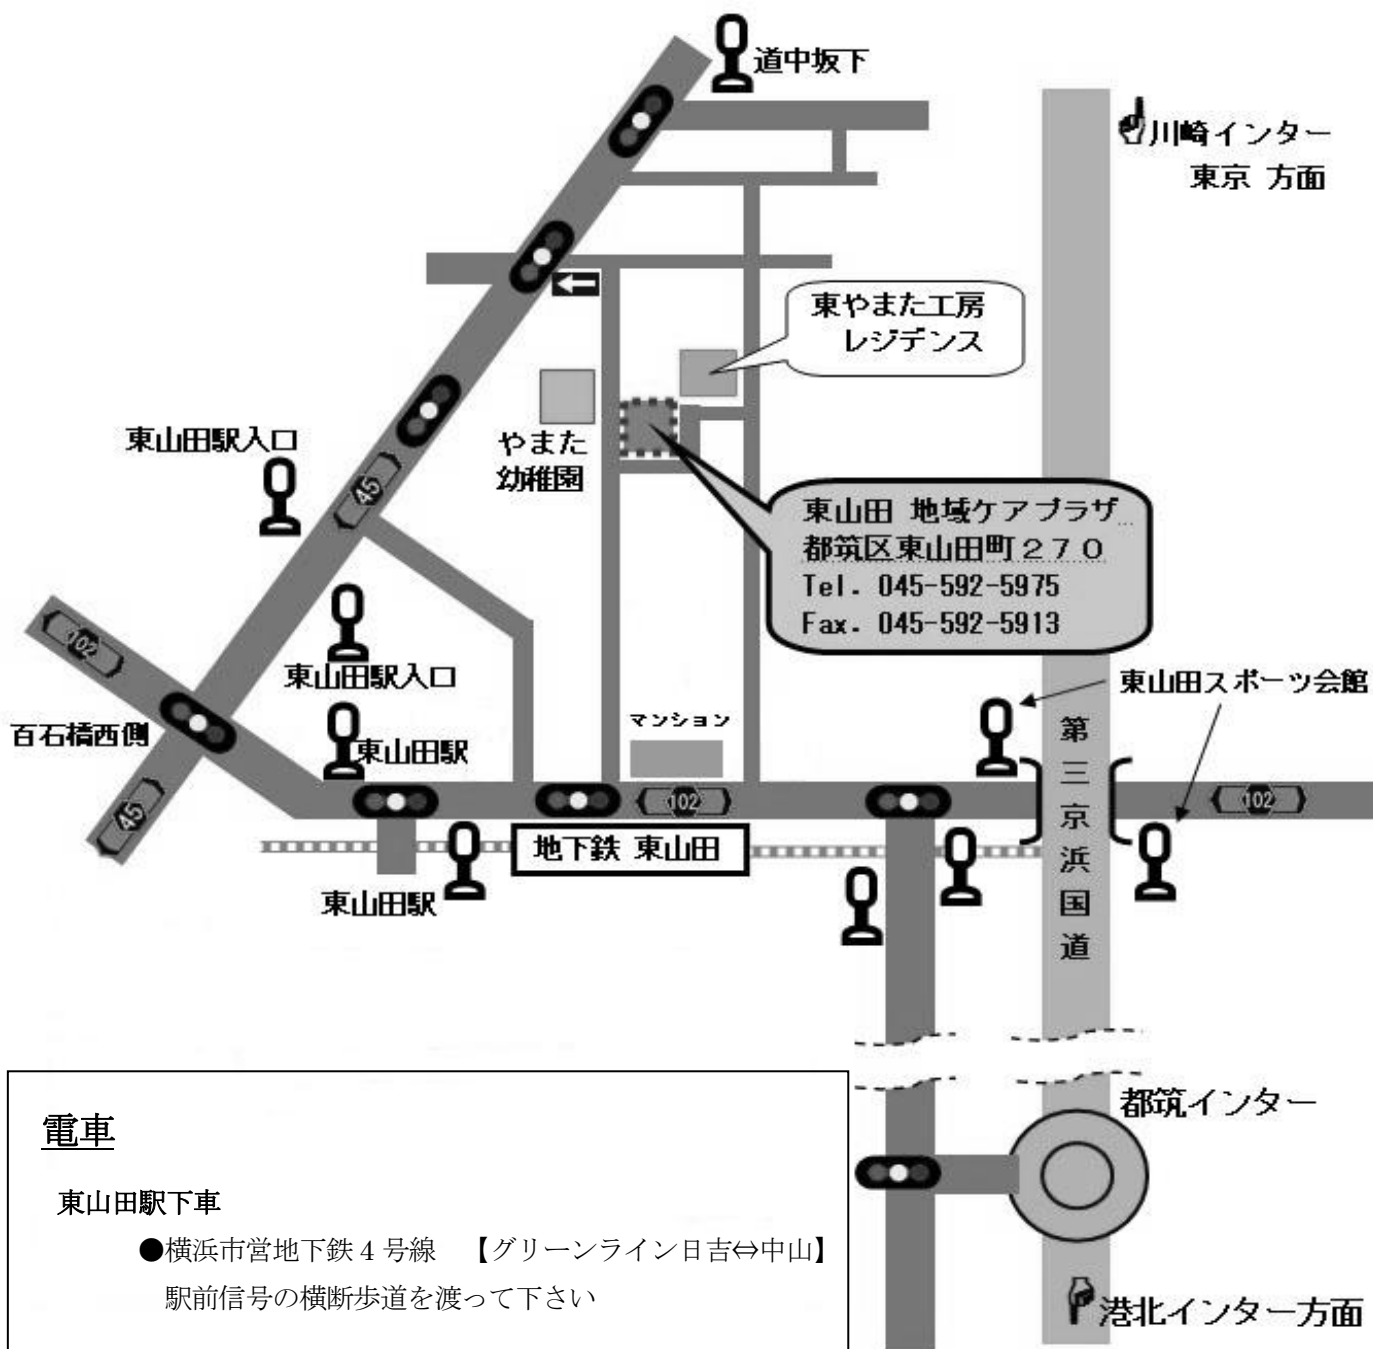 道中坂下
川崎インター
東京 方面
東やまた工房
レジデンス
東山田駅入口
やまた
幼稚園
45
東山田 地域ケアプラザ
都筑区東山田町２７０
Tel. 045-592-5975
Fax. 045-592-5913
102
東山田駅入口
東山田スポーツ会館
百石橋西側
東山田駅
マンション
第三京浜国道
45
102
102
地下鉄 東山田
東山田駅
都筑インター
電車
東山田駅下車
●横浜市営地下鉄 4 号線　【グリーンライン日吉⇔中山】
駅前信号の横断歩道を渡って下さい
港北インター方面